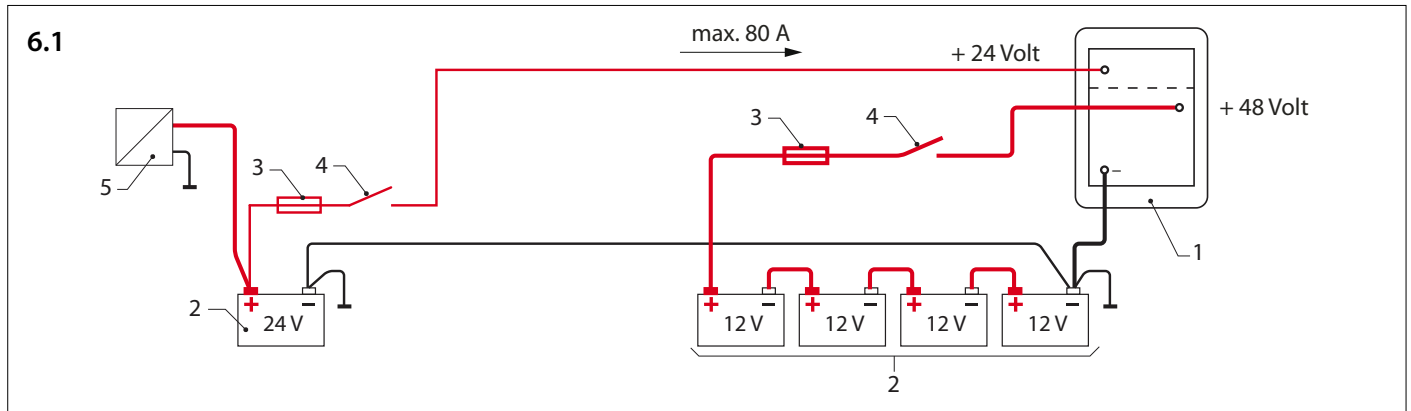 6.1
max. 80 A
+ 24 Volt
+ 48 Volt
3
4
5
3
4
–
1
2
+ –
24 V
+ –
12 V
+ –
12 V
+ –
12 V
+ –
12 V
2